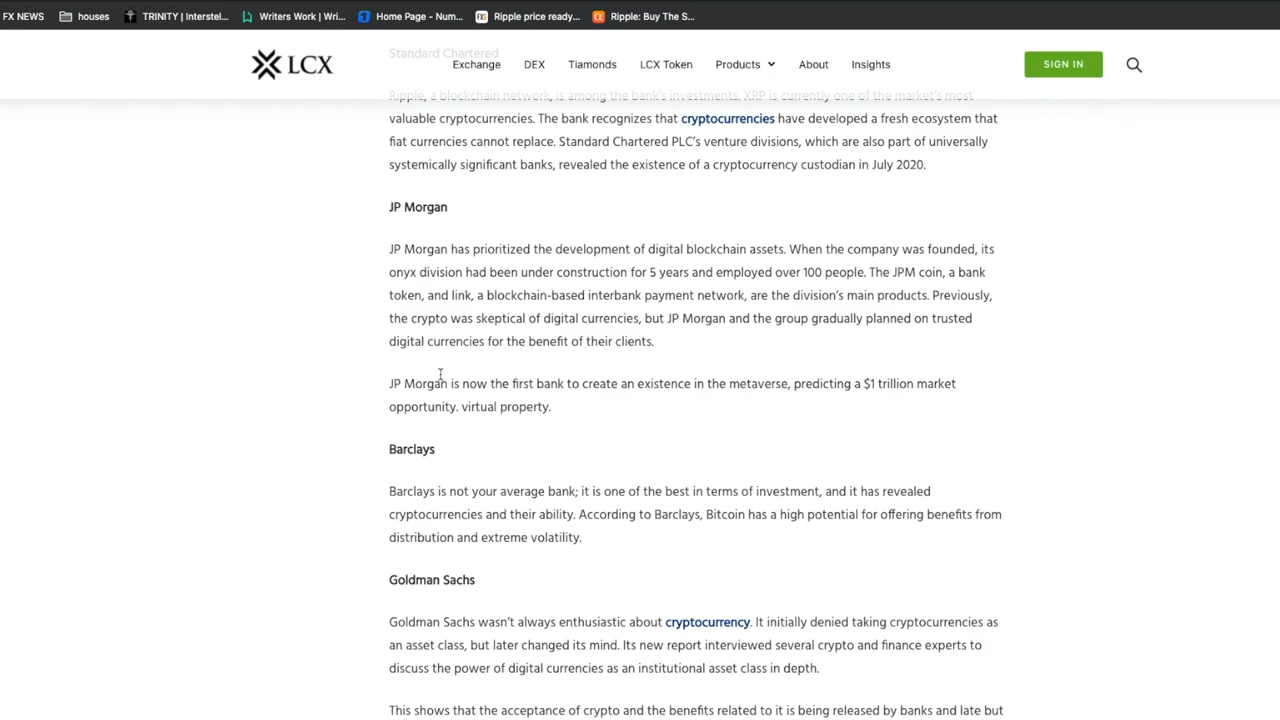 FX NEWS houses TRINITY | Interstel... Writers Work | Wri... Home Page - Num... FXS Ripple price ready... α Ripple: Buy The S...
Standard Chartered
LCX Exchange DEX Tiamonds LCX Token Products About Insights SIGN IN
Ripple, a blockchain network, is among the bank's investments. XRP is currently one of the market's most
valuable cryptocurrencies. The bank recognizes that cryptocurrencies have developed a fresh ecosystem that
fiat currencies cannot replace. Standard Chartered PLC's venture divisions, which are also part of universally
systemically significant banks, revealed the existence of a cryptocurrency custodian in July 2020.
JP Morgan
JP Morgan has prioritized the development of digital blockchain assets. When the company was founded, its
onyx division had been under construction for 5 years and employed over 100 people. The JPM coin, a bank
token, and link, a blockchain-based interbank payment network, are the division's main products. Previously,
the crypto was skeptical of digital currencies, but JP Morgan and the group gradually planned on trusted
digital currencies for the benefit of their clients.
JP Morgan is now the first bank to create an existence in the metaverse, predicting a $1 trillion market
opportunity. virtual property.
Barclays
Barclays is not your average bank; it is one of the best in terms of investment, and it has revealed
cryptocurrencies and their ability. According to Barclays, Bitcoin has a high potential for offering benefits from
distribution and extreme volatility.
Goldman Sachs
Goldman Sachs wasn't always enthusiastic about cryptocurrency. It initially denied taking cryptocurrencies as
an asset class, but later changed its mind. Its new report interviewed several crypto and finance experts to
discuss the power of digital currencies as an institutional asset class in depth.
This shows that the acceptance of crypto and the benefits related to it is being released by banks and late but